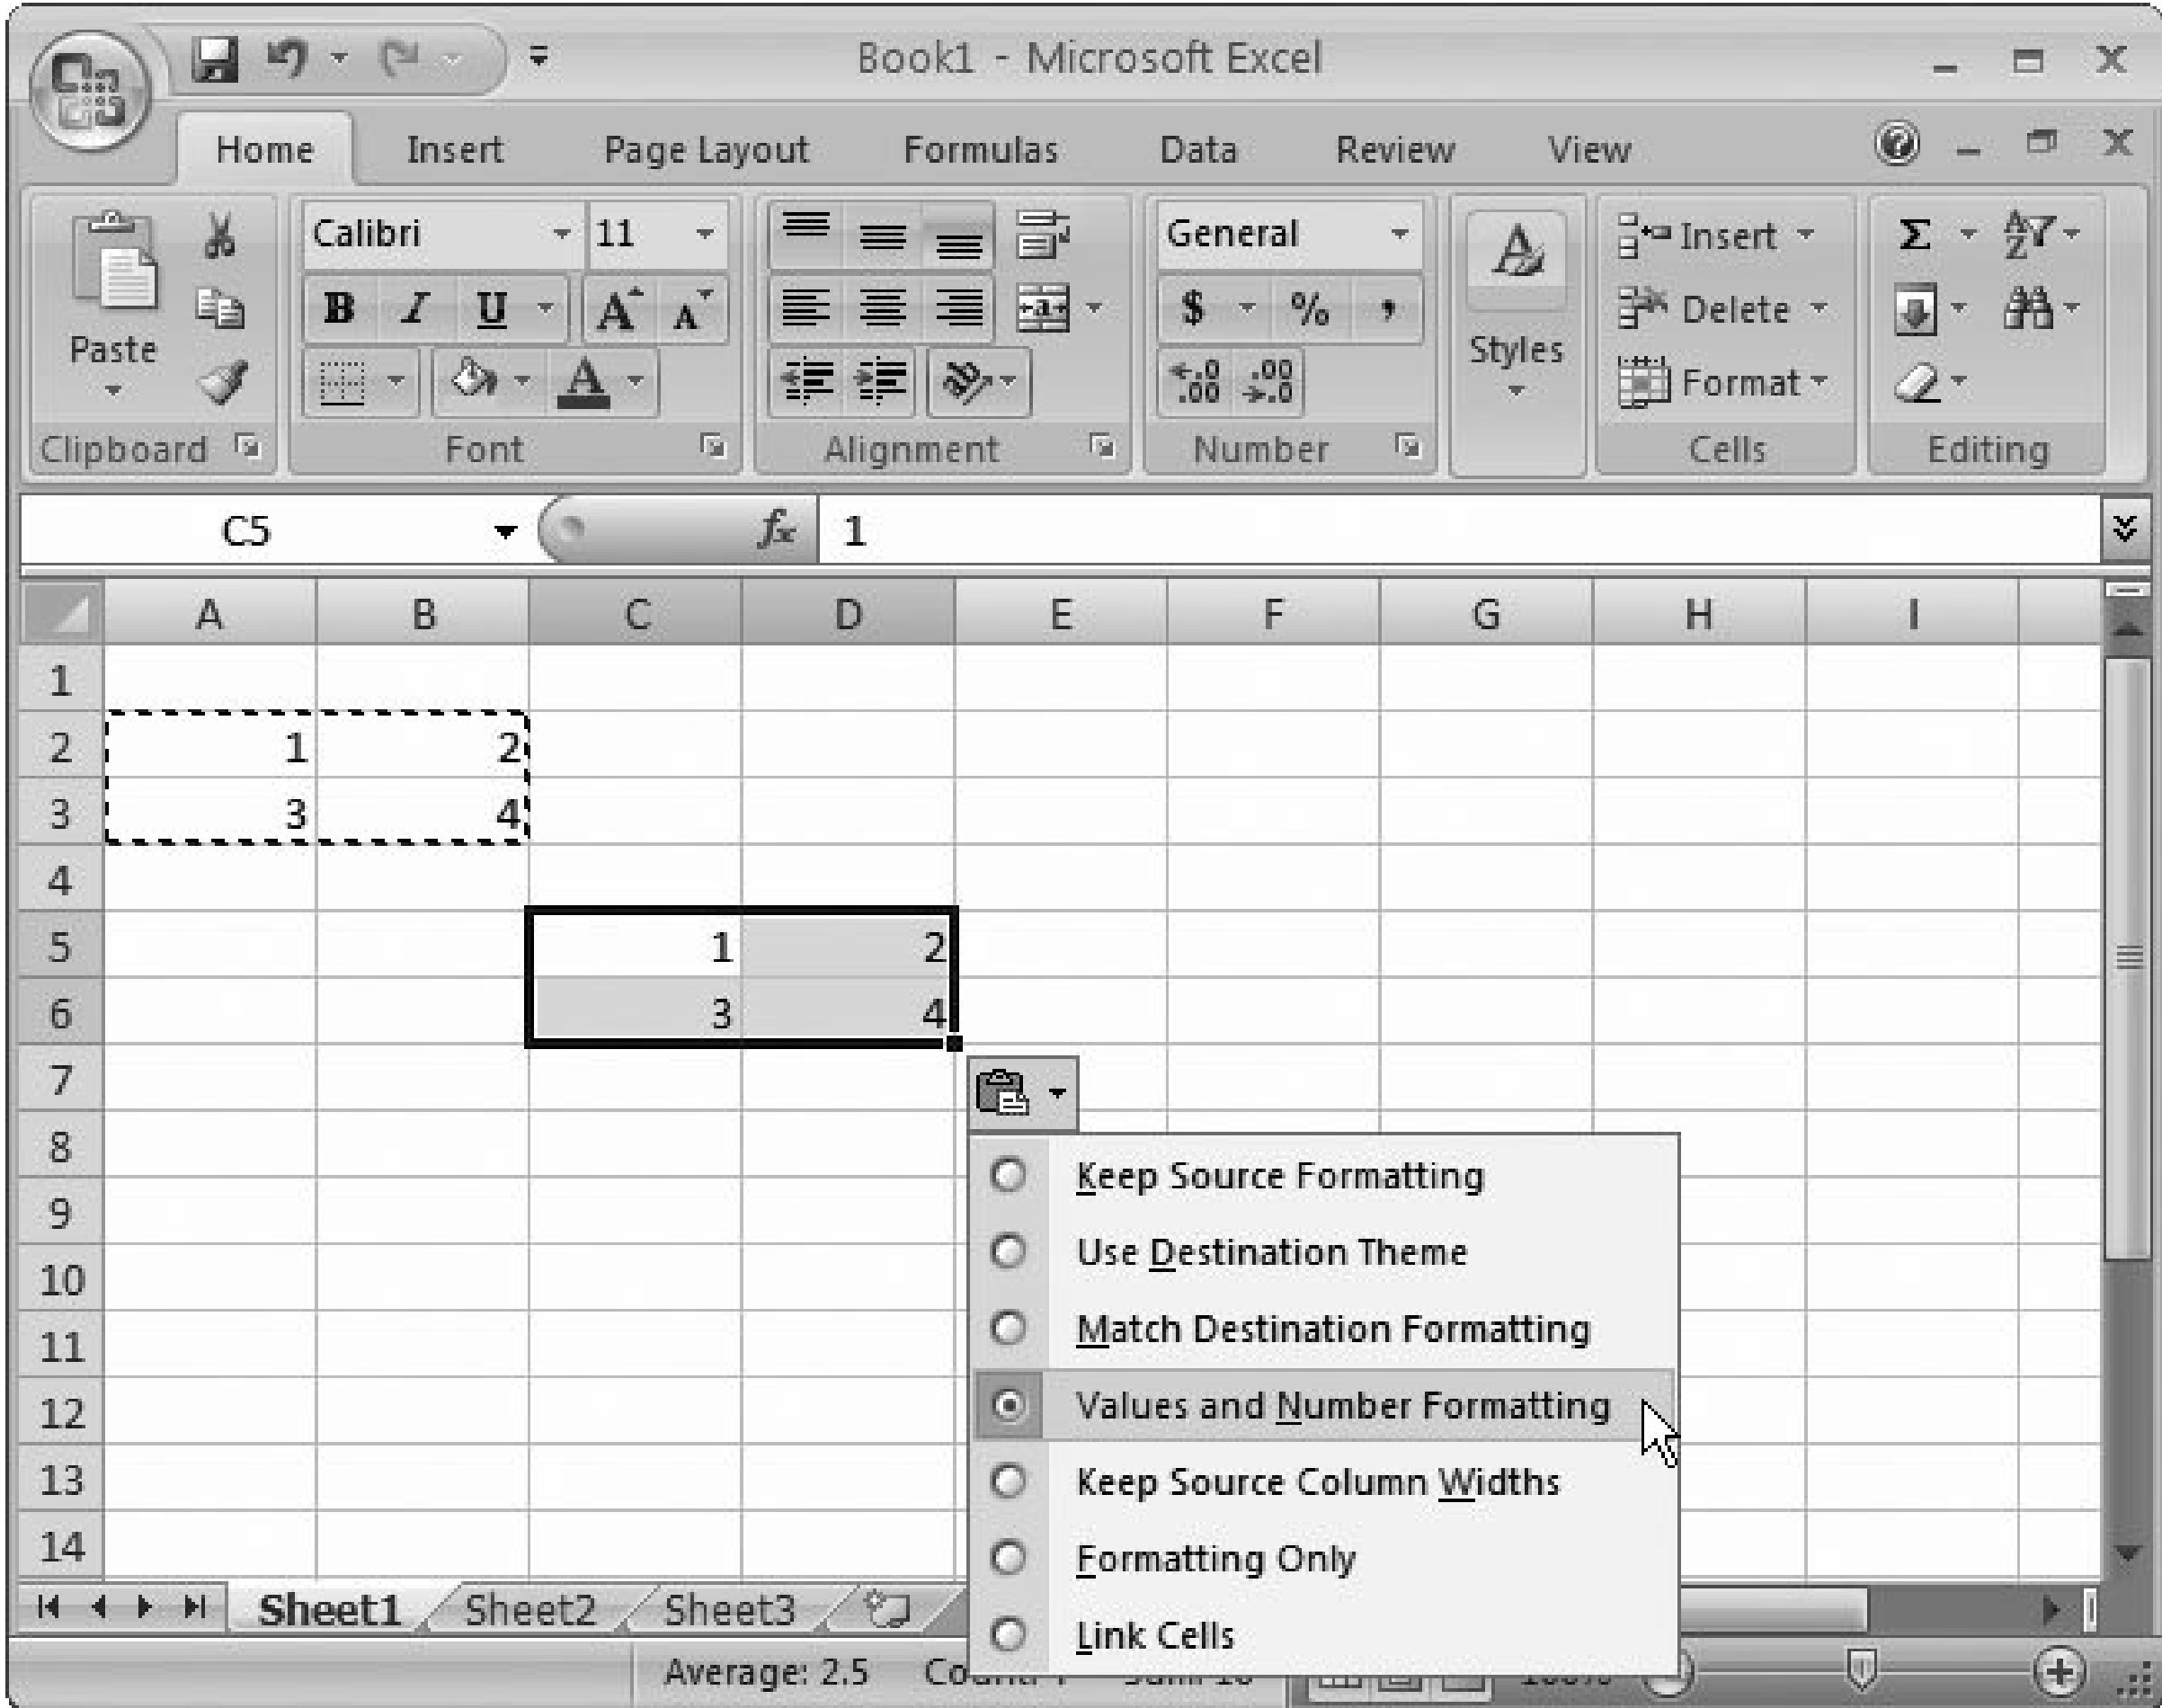 Book1 - Microsoft Excel
Home Insert Page Layout Formulas Data Review View
Calibri 11 General Insert
B I U A A $ % , Delete
Paste Styles Format
Clipboard Font Alignment Number Cells Editing
C5 fx 1
A B C D E F G H I
1
2 1 2
3 3 4
4
5 1 2
6 3 4
7
8 Keep Source Formatting
9 Use Destination Theme
10
11 Match Destination Formatting
12 Values and Number Formatting
13 Keep Source Column Widths
14 Formatting Only
Sheet1 Sheet2 Sheet3
Link Cells
Average: 2.5